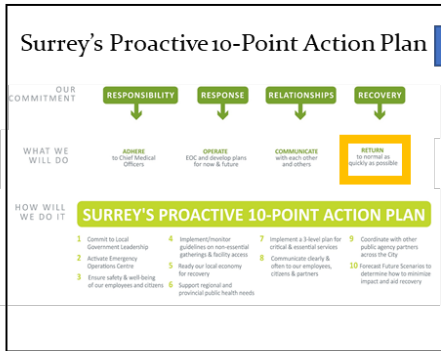 Surrey's Proactive 10-Point Action Plan
OUR
COMMITMENT
RESPONSIBILITY
RESPONSE
RELATIONSHIPS
RECOVERY
WHAT WE
WILL DO
ADHERE
to Chief Medical
Officers
OPERATE
EOC and develop plans
for now & future
COMMUNICATE
with each other
and others
RETURN
to normal as
quickly as possible
HOW WILL
WE DO IT
SURREY'S PROACTIVE 10-POINT ACTION PLAN
1 Commit to Local
Government Leadership
2 Activate Emergency
Operations Centre
3 Ensure safety & well-being
of our employees and citizens
4 Implement/monitor
guidelines on non-essential
gatherings & facility access
5 Ready our local economy
for recovery
6 Support regional and
provincial public health needs
7 Implement a 3-level plan for
critical & essential services
8 Communicate clearly &
often to our employees,
citizens & partners
9 Coordinate with other
public agency partners
across the City
10 Forecast Future Scenarios to
determine how to minimise
impact and aid recovery